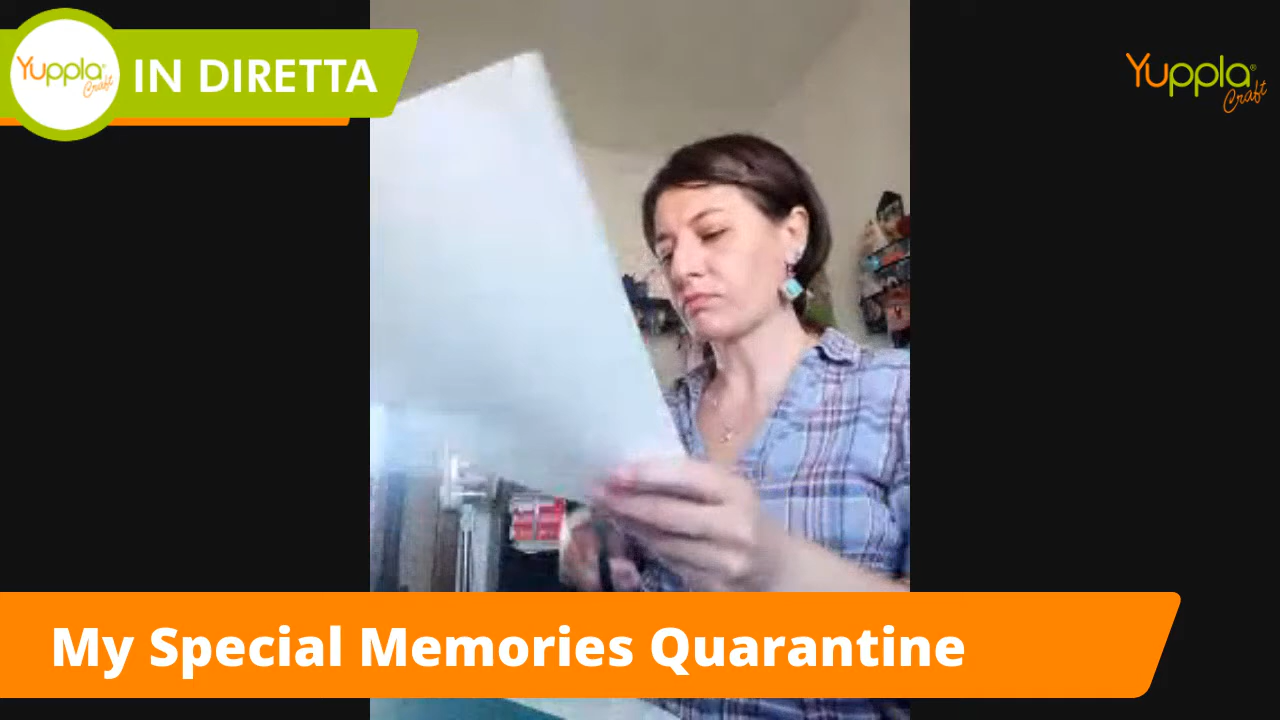 Yuppla®
Craft
IN DIRETTA
Yuppla®
Craft
My Special Memories Quarantine